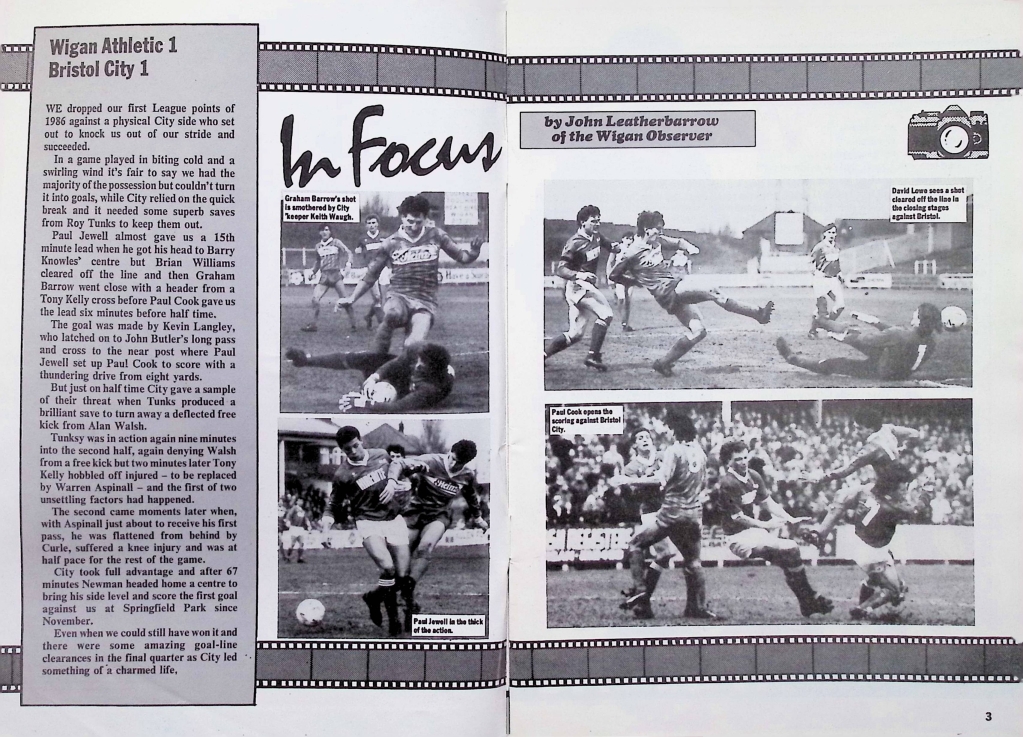 Wigan Athletic 1
Bristol City 1
WE dropped our first League points of
1986 against a physical City side who set
out to knock us out of our stride and
succeeded.
In a game played in biting cold and a
swirling wind it's fair to say we had the
majority of the possession but couldn't turn
it into goals, while City relied on the quick
break and it needed some superb saves
from Roy Tunks to keep them out.
Paul Jewell almost gave us a 15th
minute lead when he got his head to Barry
Knowles' centre but Brian Williams
cleared off the line and then Graham
Barrow went close with a header from a
Tony Kelly cross before Paul Cook gave us
the lead six minutes before half time.
The goal was made by Kevin Langley,
who latched on to John Butler's long pass
and cross to the near post where Paul
Jewell set up Paul Cook to score with a
thundering drive from eight yards.
But just on half time City gave a sample
of their threat when Tunks produced a
brilliant save to turn away a deflected free
kick from Alan Walsh.
Tunksy was in action again nine minutes
into the second half, again denying Walsh
from a free kick but two minutes later Tony
Kelly hobbled off injured – to be replaced
by Warren Aspinall – and the first of two
unsettling factors had happened.
The second came moments later when,
with Aspinall just about to receive his first
pass, he was flattened from behind by
Curle, suffered a knee injury and was at
half pace for the rest of the game.
City took full advantage and after 67
minutes Newman headed home a centre to
bring his side level and score the first goal
against us at Springfield Park since
November.
Even when we could still have won it and
there were some amazing goal-line
clearances in the final quarter as City led
something of a charmed life,
In Focus
by John Leatherbarrow
of the Wigan Observer
Graham Barrow's shot
is smothered by City
'keeper Keith Waugh.
Heinz
Paul Jewell in the thick
of the action.
Heinz
David Lowe sees a shot
cleared off the line in
the closing stages
against Bristol.
Paul Cook opens the
scoring against Bristol
City.
3